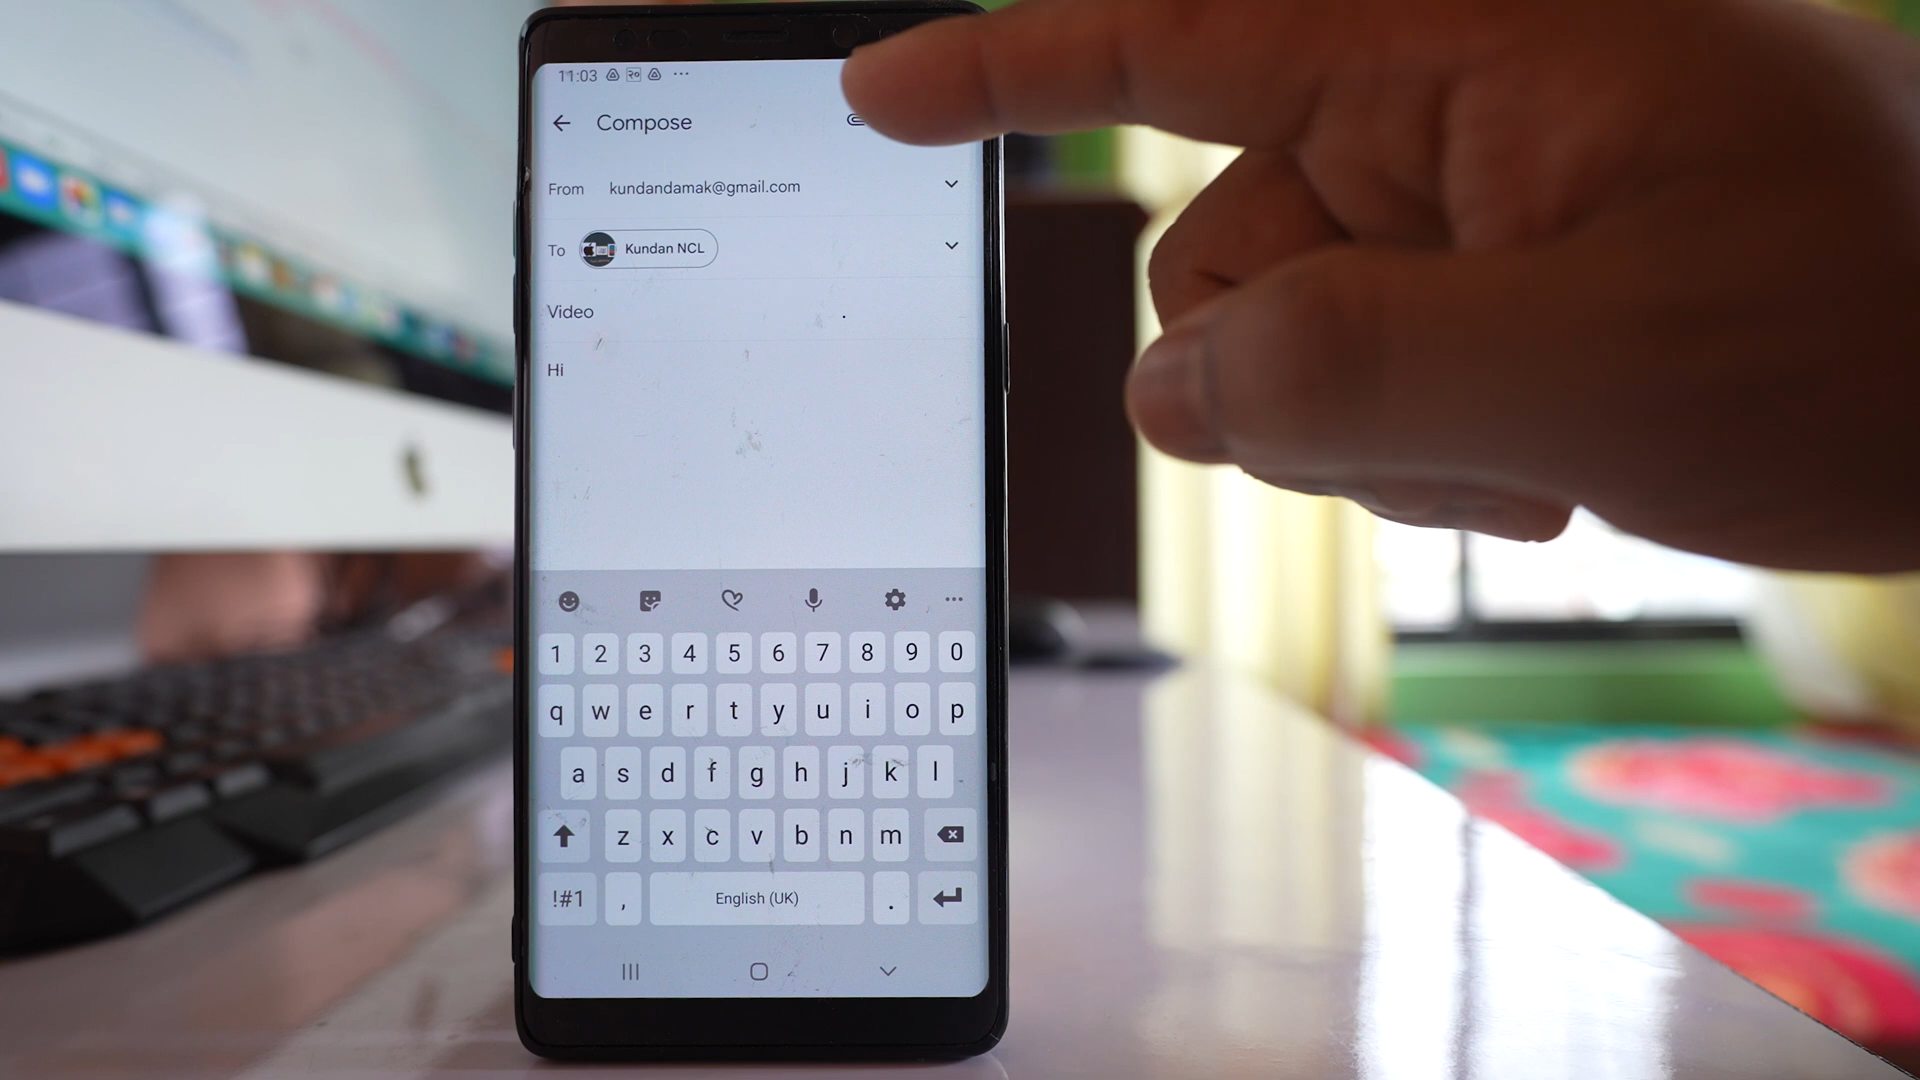 11:03 २०
Compose
From kundandamak@gmail.com
To Kundan NCL
Video
Hi
1 2 3 4 5 6 7 8 9 0
q w e r t y u i o p
a s d f g h j k l
z x c v b n m
!#1 , English (UK) .